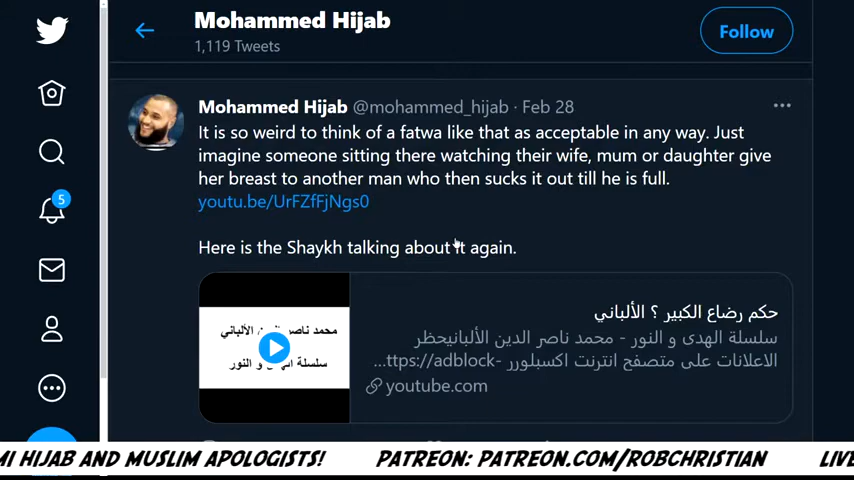 Mohammed Hijab
1,119 Tweets
Follow
Mohammed Hijab @mohammed_hijab · Feb 28
It is so weird to think of a fatwa like that as acceptable in any way. Just
imagine someone sitting there watching their wife, mum or daughter give
her breast to another man who then sucks it out till he is full.
youtu.be/UrFZfFjNgs0
Here is the Shaykh talking about it again.
محمد ناصر الدين الألباني
سلسلة الهدى و النور
حكم رضاع الكبير ؟ الألباني
سلسلة الهدى و النور - محمد ناصر الدين الألبانيحظر
الاعلانات على متصفح انترنت اكسبلورر -ttps://adblock...
youtube.com
5
MI HIJAB AND MUSLIM APOLOGISTS! PATREON: PATREON.COM/ROBCHRISTIAN LIVE